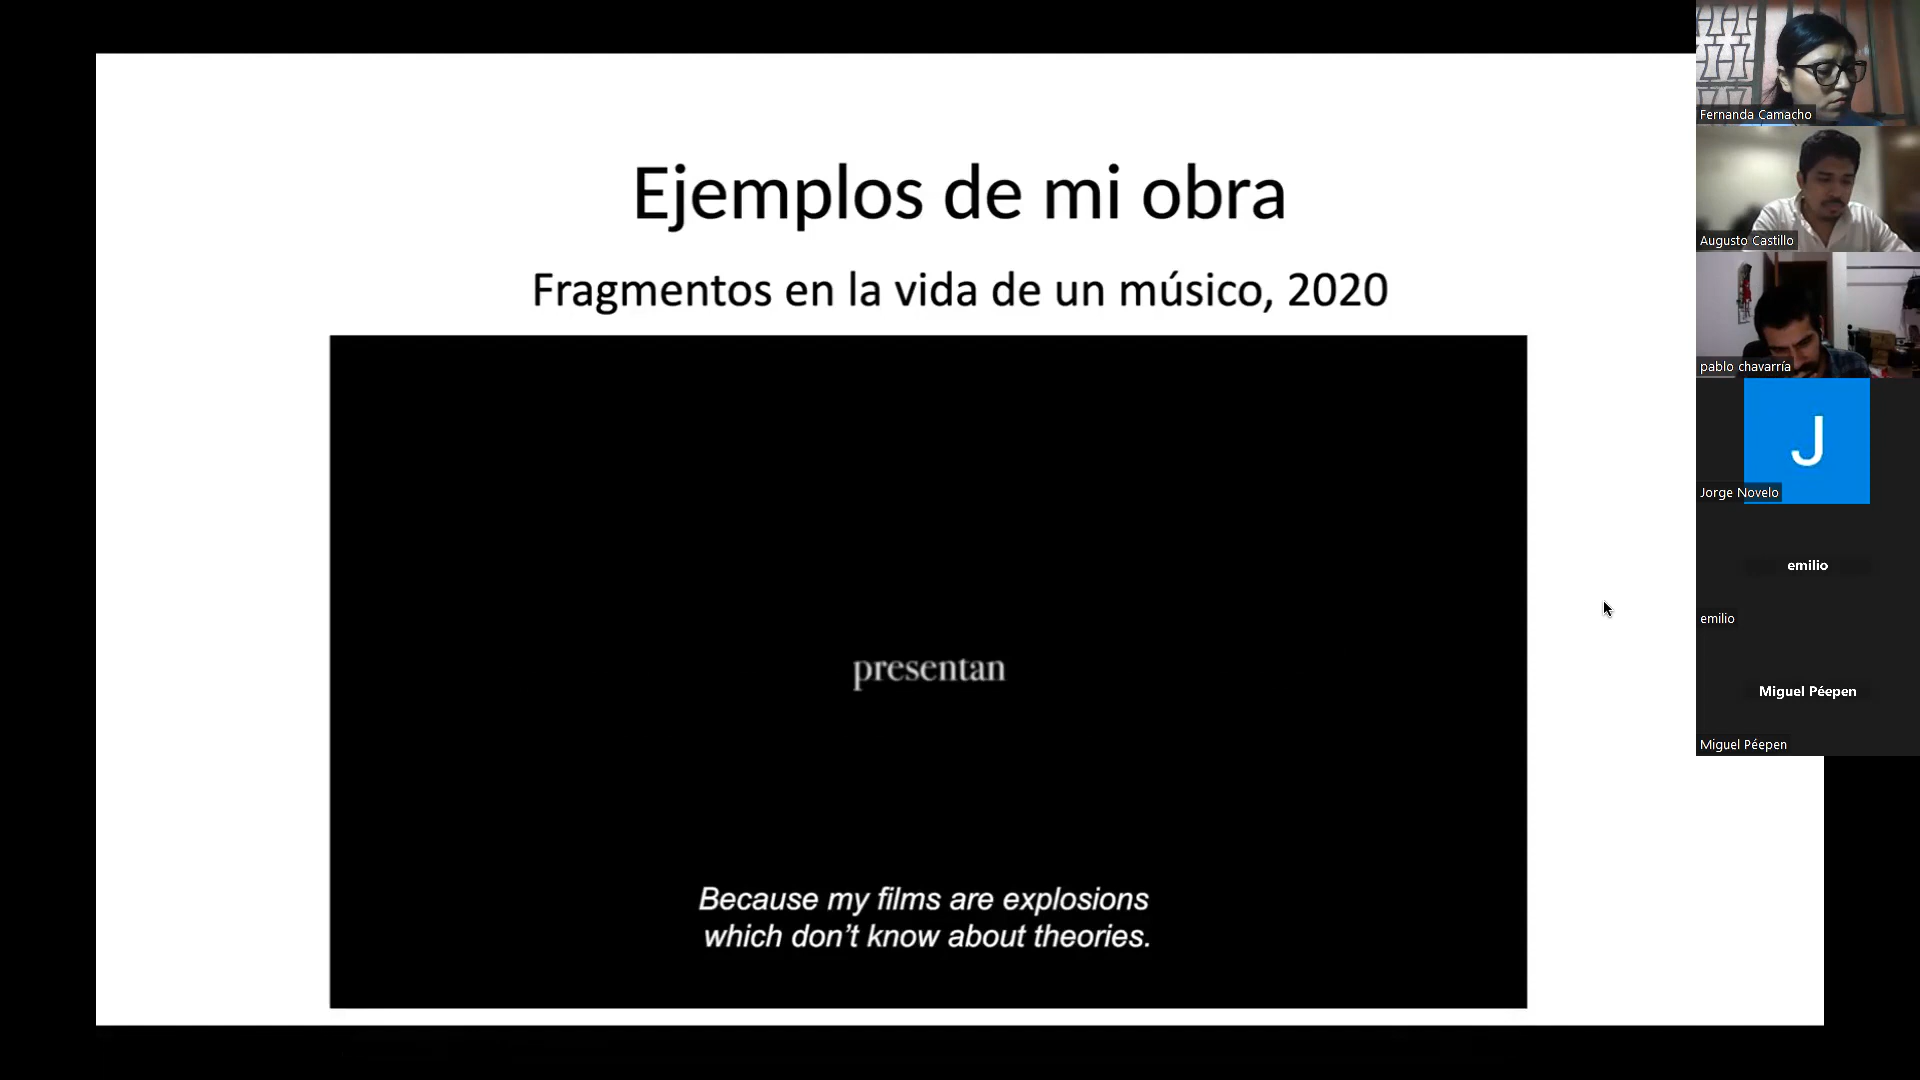 Ejemplos de mi obra
Fragmentos en la vida de un músico, 2020
presentan
Because my films are explosions
which don’t know about theories.
Fernanda Camacho
Augusto Castillo
pablo chavarría
J
Jorge Novelo
emilio
emilio
Miguel Péepen
Miguel Péepen